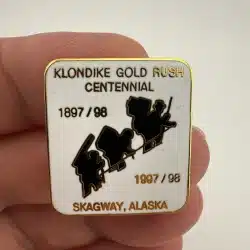 KLONDIKE GOLD RUSH
CENTENNIAL
1897/98
1997/98
SKAGWAY, ALASKA